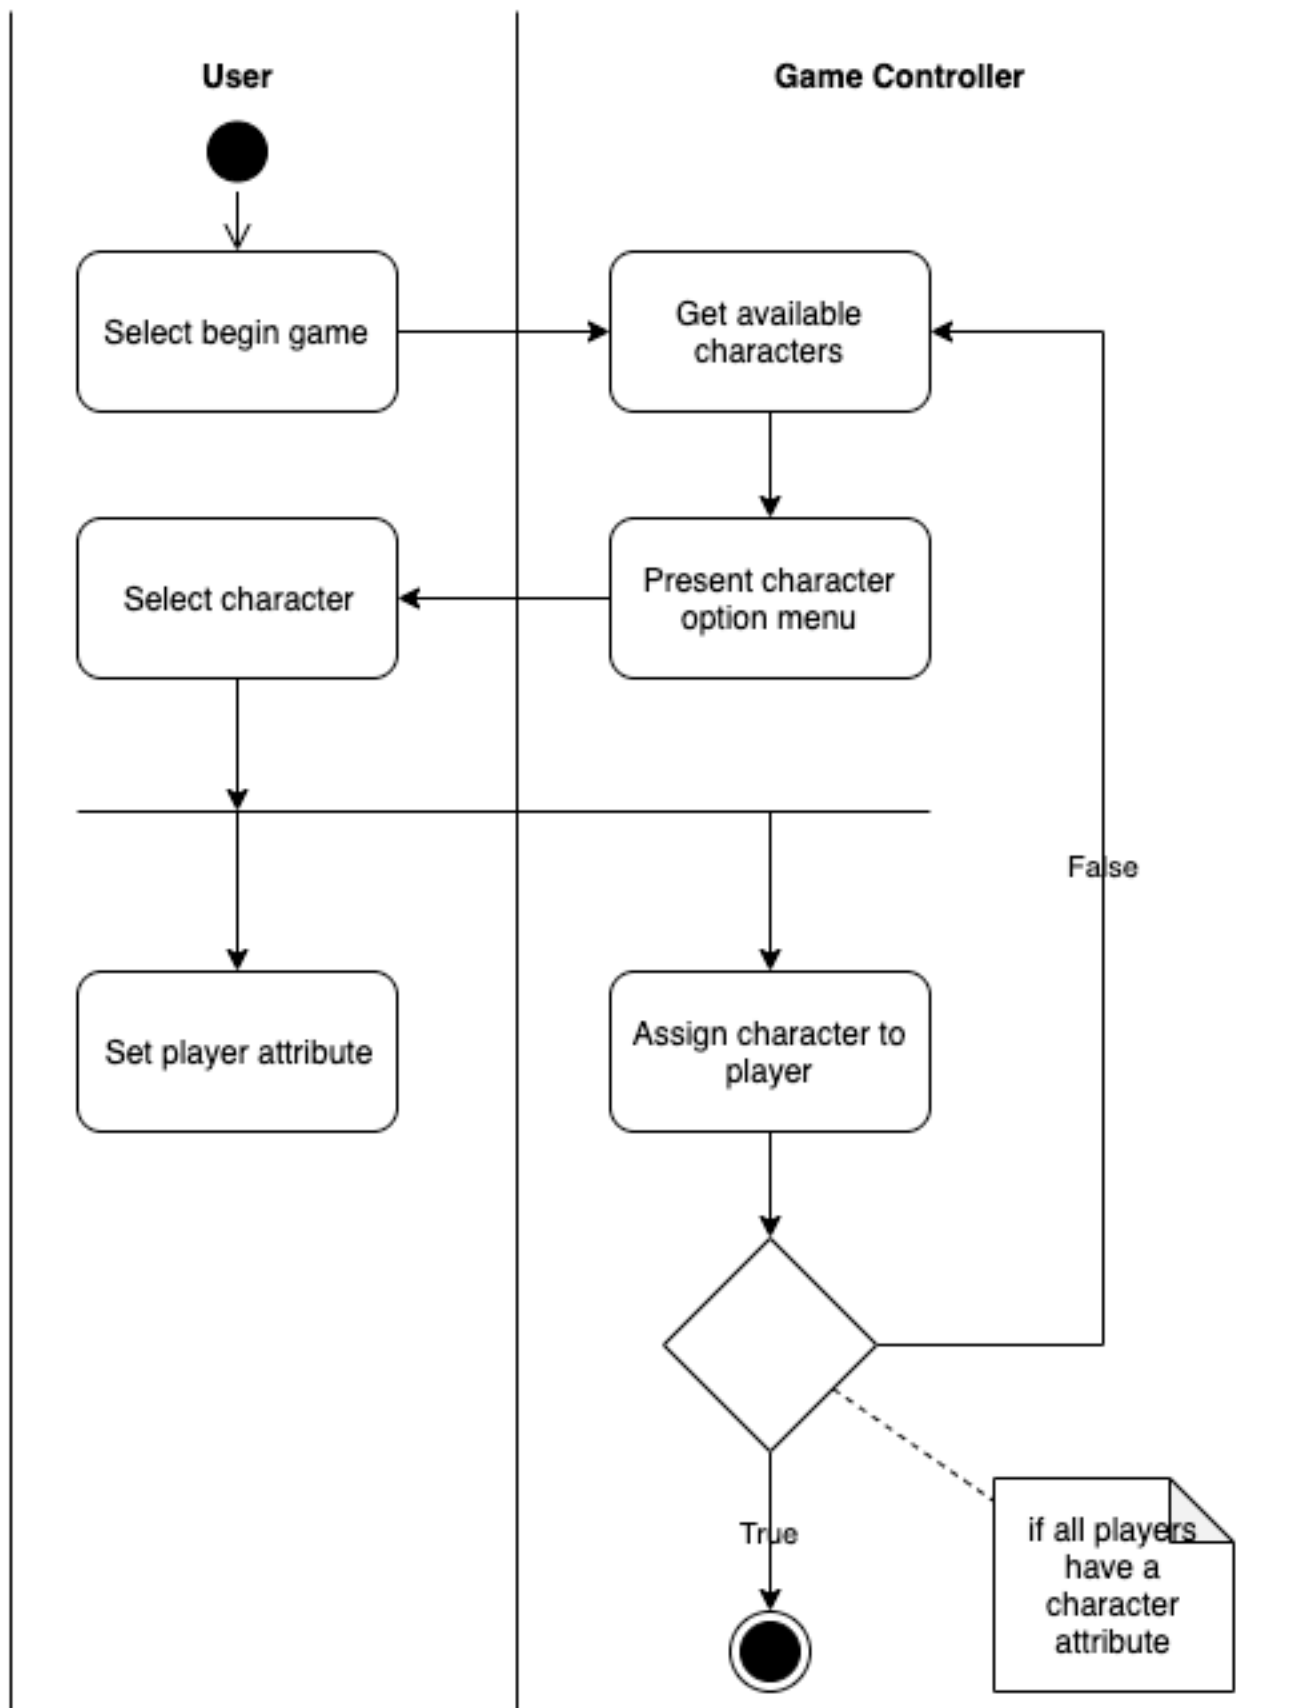 User
Game Controller
Select begin game
Get available
characters
Select character
Present character
option menu
False
Set player attribute
Assign character to
player
True
if all players
have a
character
attribute